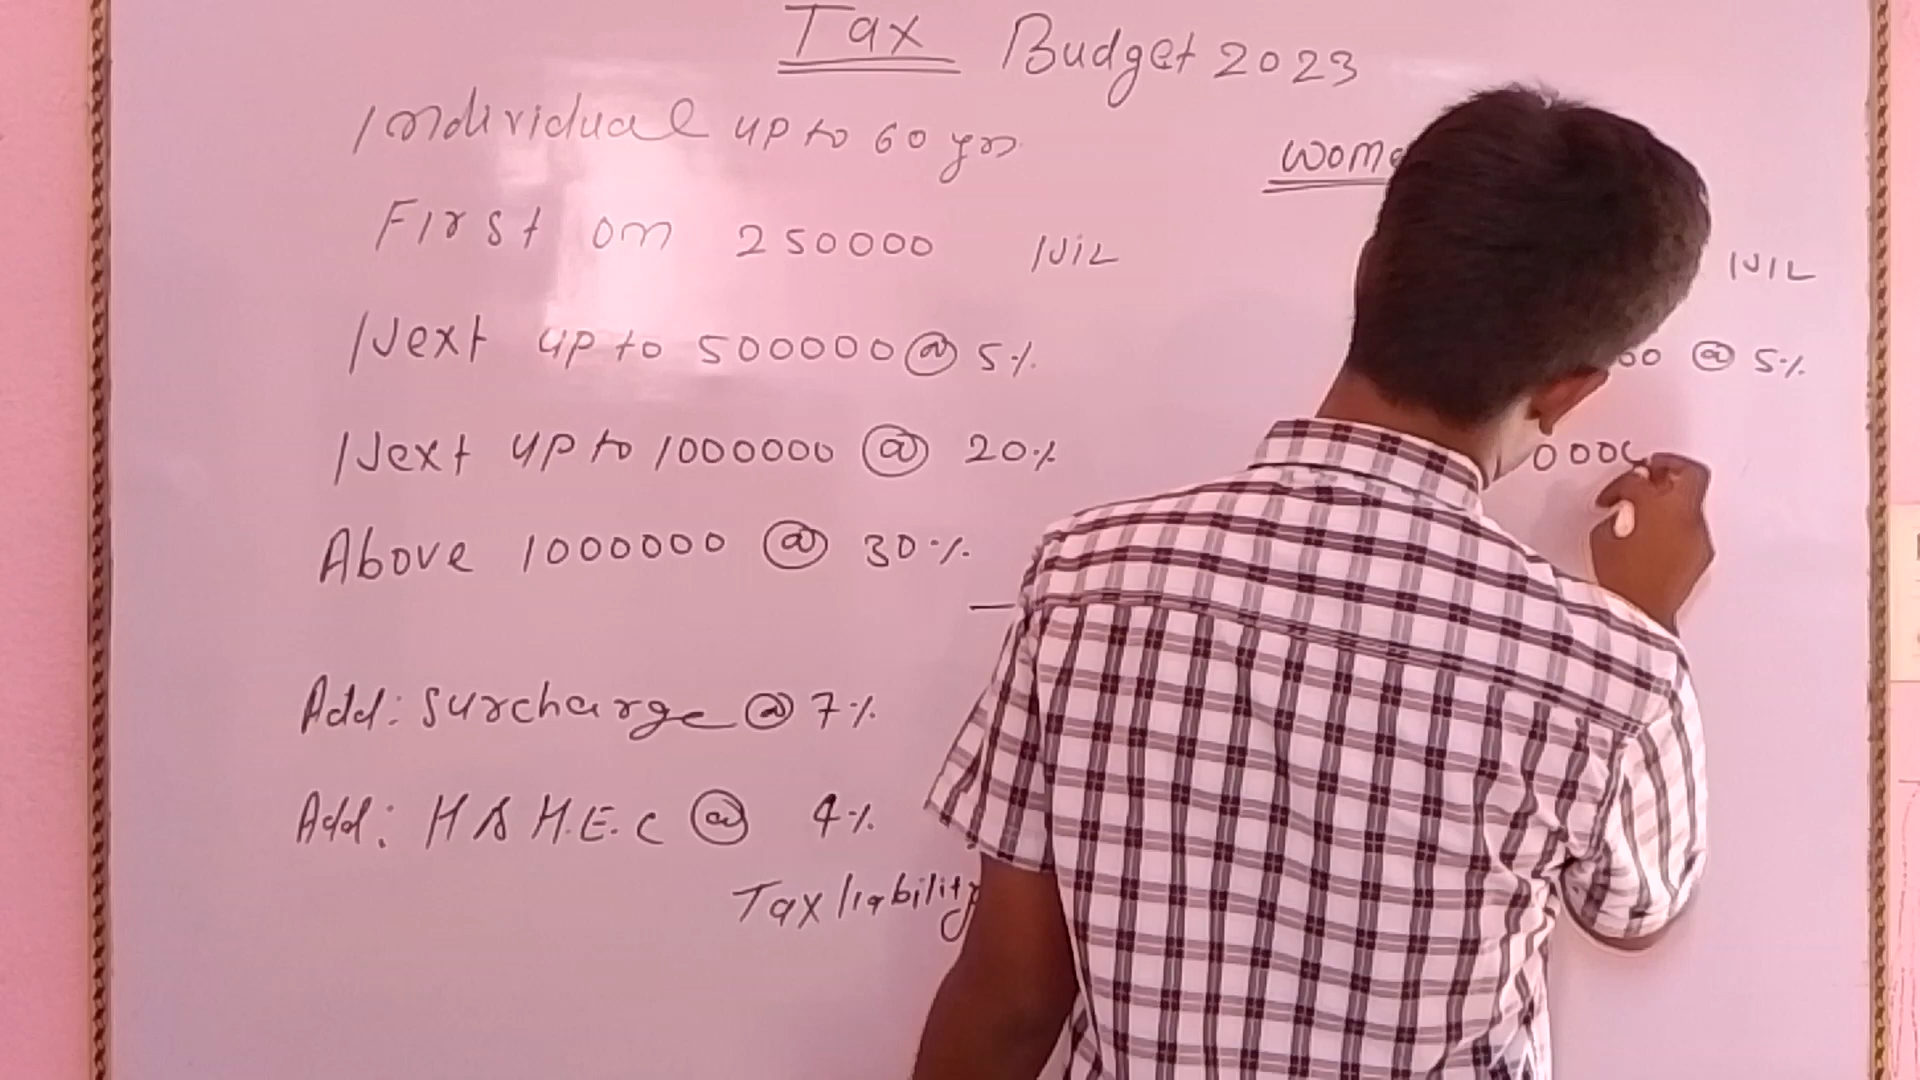 Tax Budget 2023
Individual up to 60 yrs
First on 250000 NIL
Next up to 500000 @ 5%
Next up to 1000000 @ 20%
Above 1000000 @ 30%
Add: Surcharge @ 7%
Add: H & H.E.C @ 4%
Tax liability
NIL
@ 5%